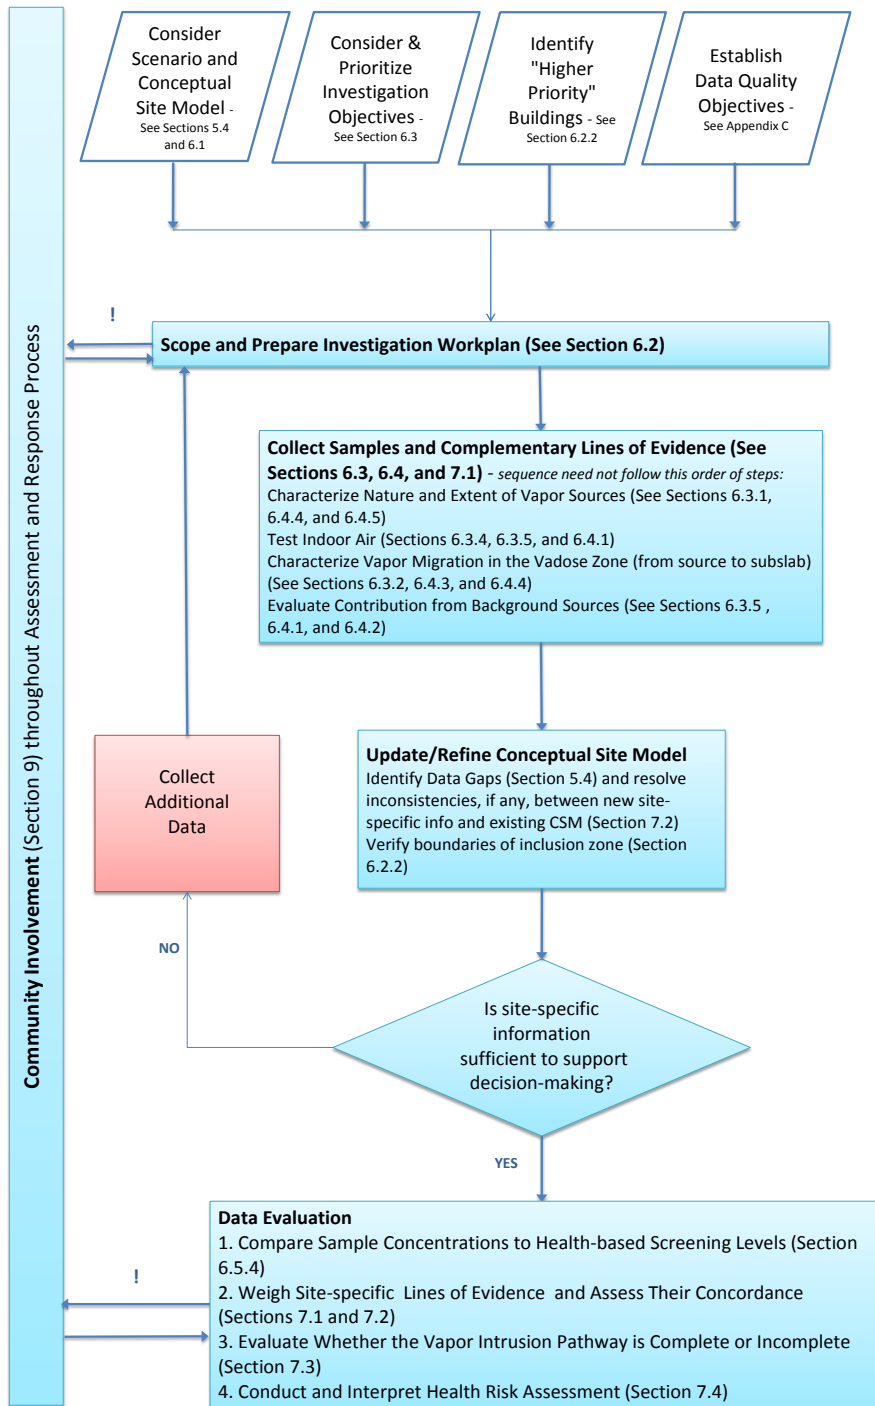 Consider
Scenario and
Conceptual
Site Model -
See Sections 5.4
and 6.1
Consider &
Prioritize
Investigation
Objectives -
See Section 6.3
Identify
"Higher
Priority"
Buildings - See
Section 6.2.2
Establish
Data Quality
Objectives -
See Appendix C
Community Involvement (Section 9) throughout Assessment and Response Process
!
Scope and Prepare Investigation Workplan (See Section 6.2)
Collect Samples and Complementary Lines of Evidence (See
Sections 6.3, 6.4, and 7.1) - sequence need not follow this order of steps:
Characterize Nature and Extent of Vapor Sources (See Sections 6.3.1,
6.4.4, and 6.4.5)
Test Indoor Air (Sections 6.3.4, 6.3.5, and 6.4.1)
Characterize Vapor Migration in the Vadose Zone (from source to subslab)
(See Sections 6.3.2, 6.4.3, and 6.4.4)
Evaluate Contribution from Background Sources (See Sections 6.3.5 ,
6.4.1, and 6.4.2)
Collect
Additional
Data
Update/Refine Conceptual Site Model
Identify Data Gaps (Section 5.4) and resolve
inconsistencies, if any, between new site-
specific info and existing CSM (Section 7.2)
Verify boundaries of inclusion zone (Section
6.2.2)
NO
Is site-specific
information
sufficient to support
decision-making?
YES
!
Data Evaluation
1. Compare Sample Concentrations to Health-based Screening Levels (Section
6.5.4)
2. Weigh Site-specific Lines of Evidence and Assess Their Concordance
(Sections 7.1 and 7.2)
3. Evaluate Whether the Vapor Intrusion Pathway is Complete or Incomplete
(Section 7.3)
4. Conduct and Interpret Health Risk Assessment (Section 7.4)